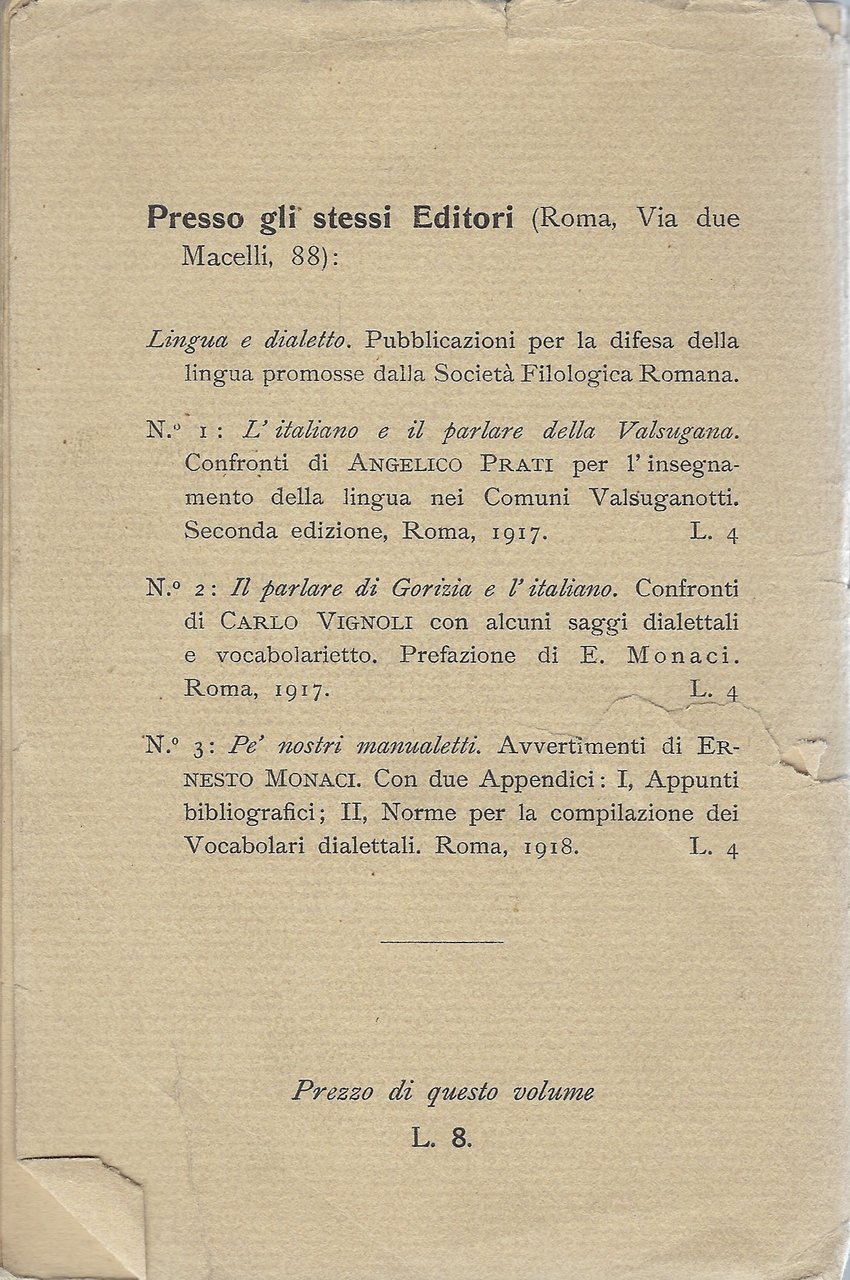 Presso gli stessi Editori (Roma, Via due
Macelli, 88):
Lingua e dialetto. Pubblicazioni per la difesa della
lingua promosse dalla Società Filologica Romana.
N.º 1 : L' italiano e il parlare della Valsugana.
Confronti di ANGELICO PRATI per l' insegna-
mento della lingua nei Comuni Valsuganotti.
Seconda edizione, Roma, 1917. L. 4
N.º 2 : Il parlare di Gorizia e l' italiano. Confronti
di CARLO VIGNOLI con alcuni saggi dialettali
e vocabolarietto. Prefazione di E. Monaci.
Roma, 1917. L. 4
N.º 3 : Pe' nostri manualetti. Avvertimenti di ER-
NESTO MONACI. Con due Appendici : I, Appunti
bibliografici ; II, Norme per la compilazione dei
Vocabolari dialettali. Roma, 1918. L. 4
Prezzo di questo volume
L. 8.